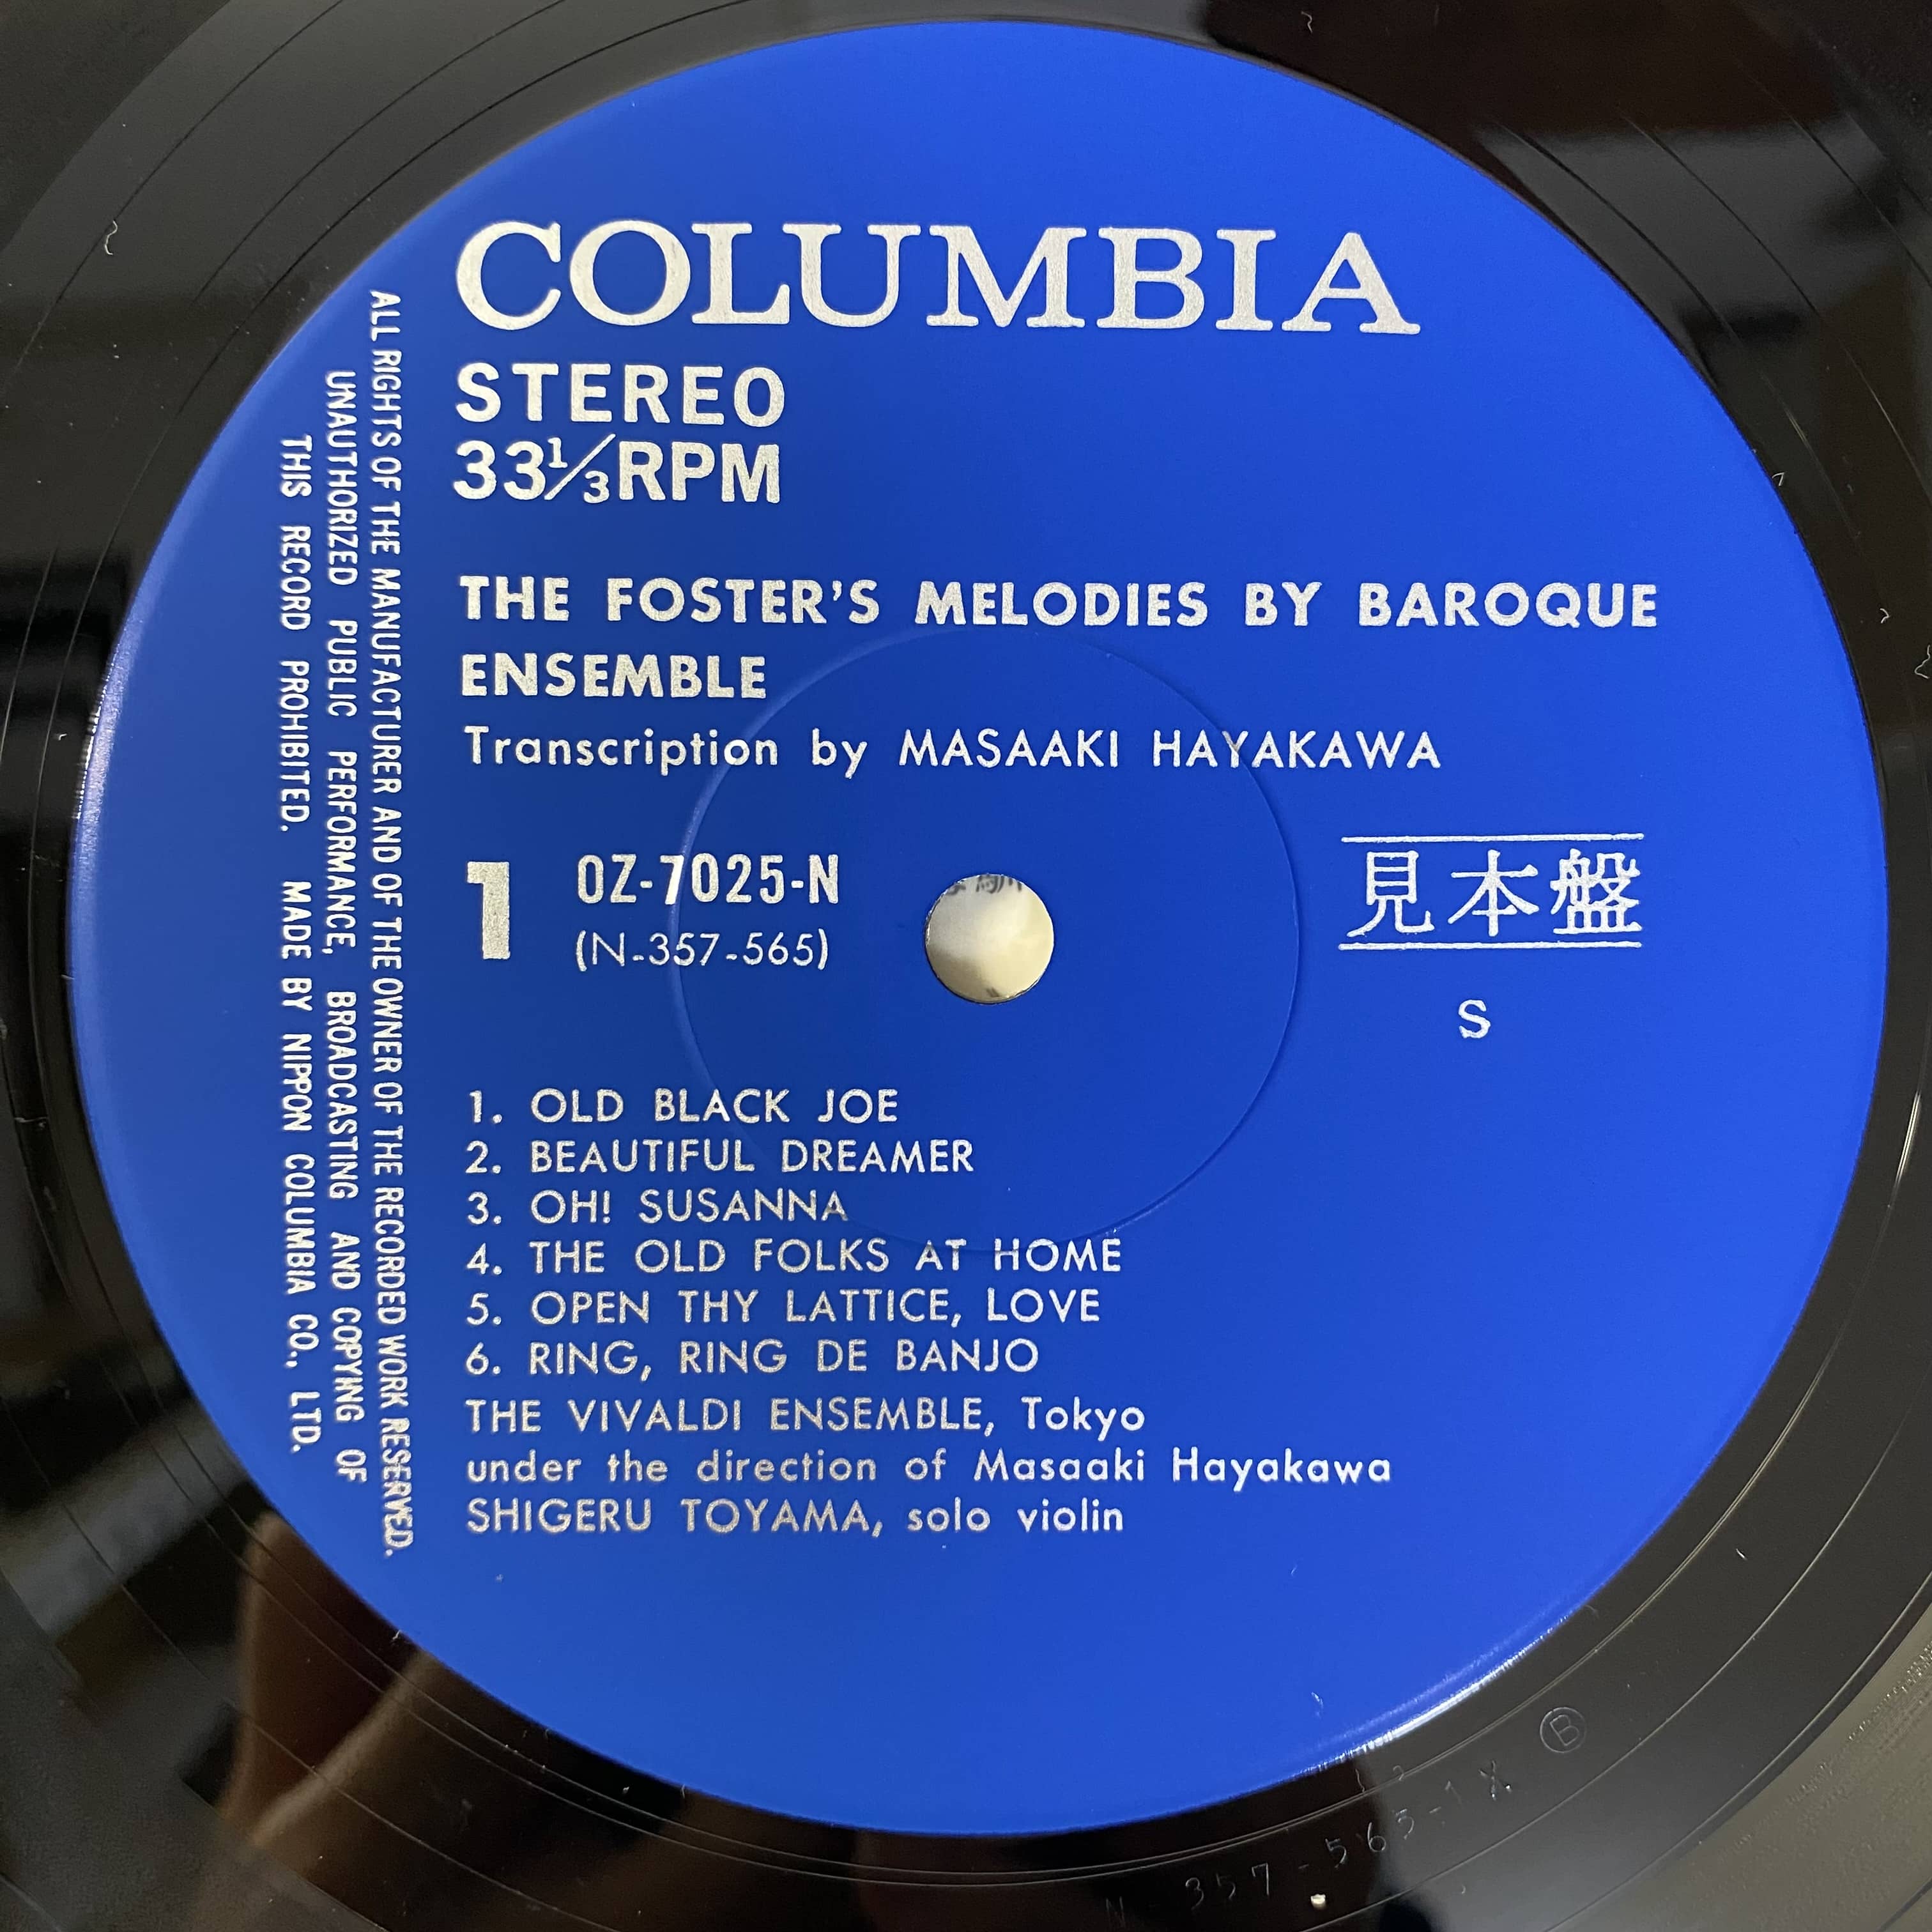 COLUMBIA
STEREO
33⅓RPM
THE FOSTER'S MELODIES BY BAROQUE
ENSEMBLE
Transcription by MASAAKI HAYAKAWA
1 OZ-7025-N
(N-357-565)
見本盤
S
1. OLD BLACK JOE
2. BEAUTIFUL DREAMER
3. OH! SUSANNA
4. THE OLD FOLKS AT HOME
5. OPEN THY LATTICE, LOVE
6. RING, RING DE BANJO
THE VIVALDI ENSEMBLE, Tokyo
under the direction of Masaaki Hayakawa
SHIGERU TOYAMA, solo violin
ALL RIGHTS OF THE MANUFACTURER AND OF THE OWNER OF THE RECORDED WORK RESERVED.
UNAUTHORIZED PUBLIC PERFORMANCE, BROADCASTING AND COPYING OF
THIS RECORD PROHIBITED. MADE BY NIPPON COLUMBIA CO., LTD.
N-357-565-1X Ⓑ